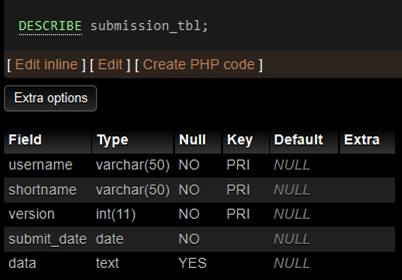 DESCRIBE submission_tbl;
[ Edit inline ] [ Edit ] [ Create PHP code ]
Extra options
Field Type Null Key Default Extra
username varchar(50) NO PRI NULL
shortname varchar(50) NO PRI NULL
version int(11) NO PRI NULL
submit_date date NO NULL
data text YES NULL